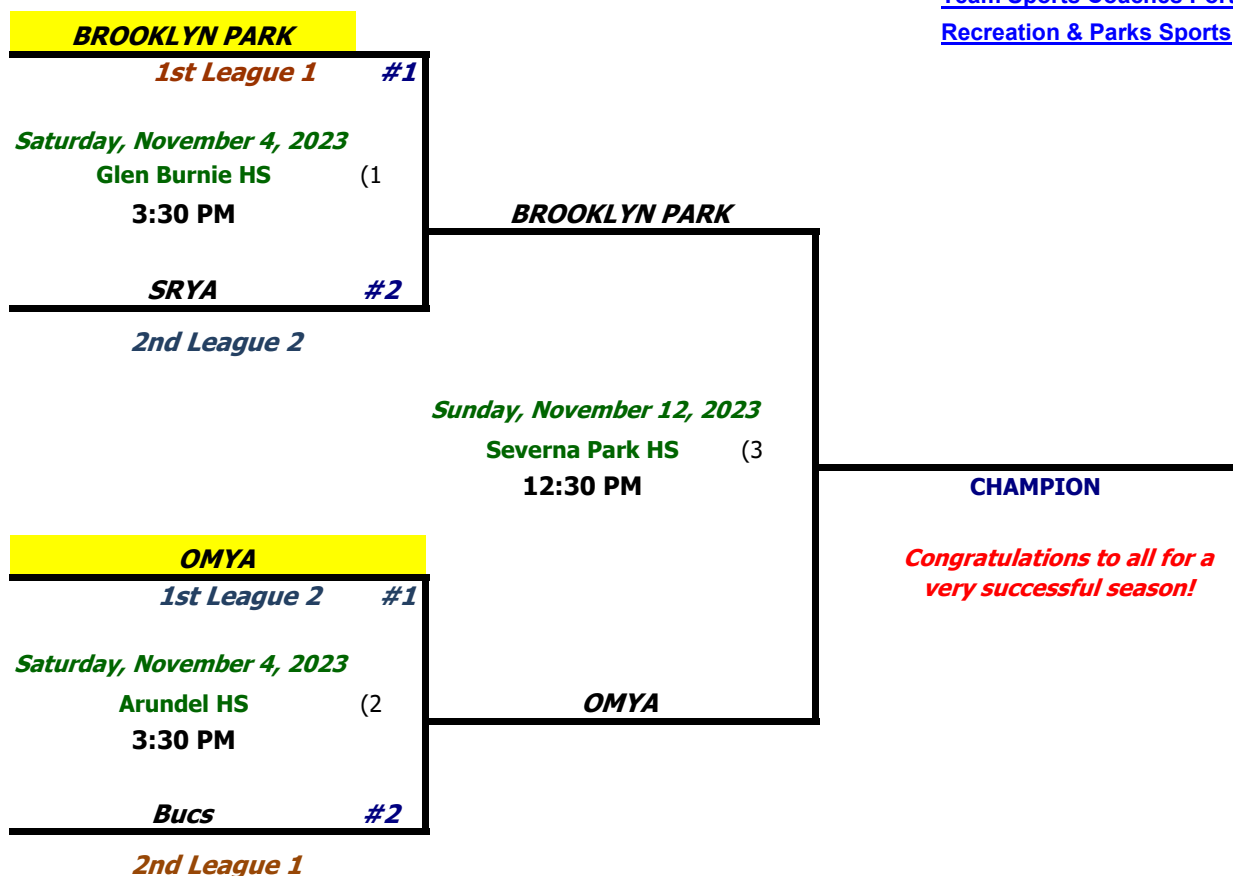 Team Sports Coaches
Recreation & Parks Sports
BROOKLYN PARK
1st League 1 #1
Saturday, November 4, 2023
Glen Burnie HS (1
3:30 PM
BROOKLYN PARK
SRYA #2
2nd League 2
Sunday, November 12, 2023
Severna Park HS (3
12:30 PM
CHAMPION
OMYA
1st League 2 #1
Congratulations to all for a
very successful season!
Saturday, November 4, 2023
Arundel HS (2
3:30 PM
OMYA
Bucs #2
2nd League 1